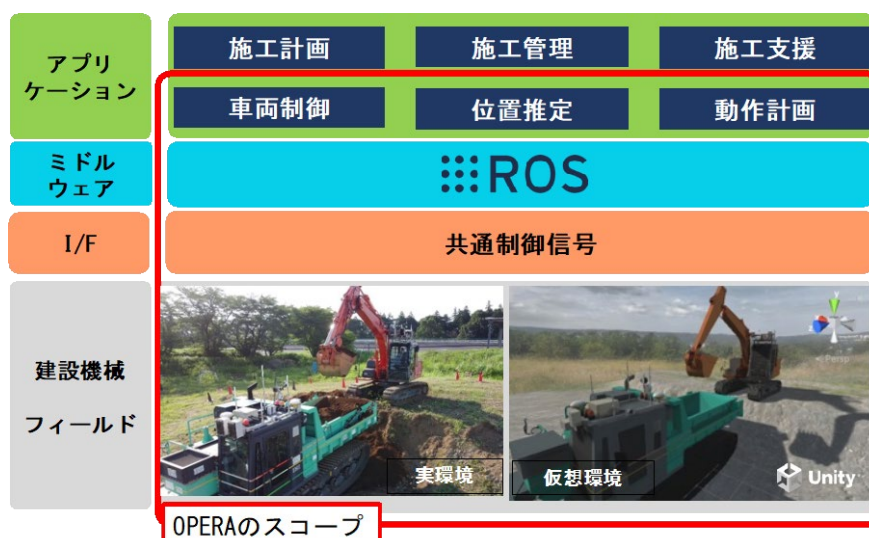 アプリ
ケーション
施工計画 施工管理 施工支援
車両制御 位置推定 動作計画
ミドル
ウェア
ROS
I/F
共通制御信号
建設機械
フィールド
実環境
仮想環境
Y
Persp
Unity
OPERAのスコープ